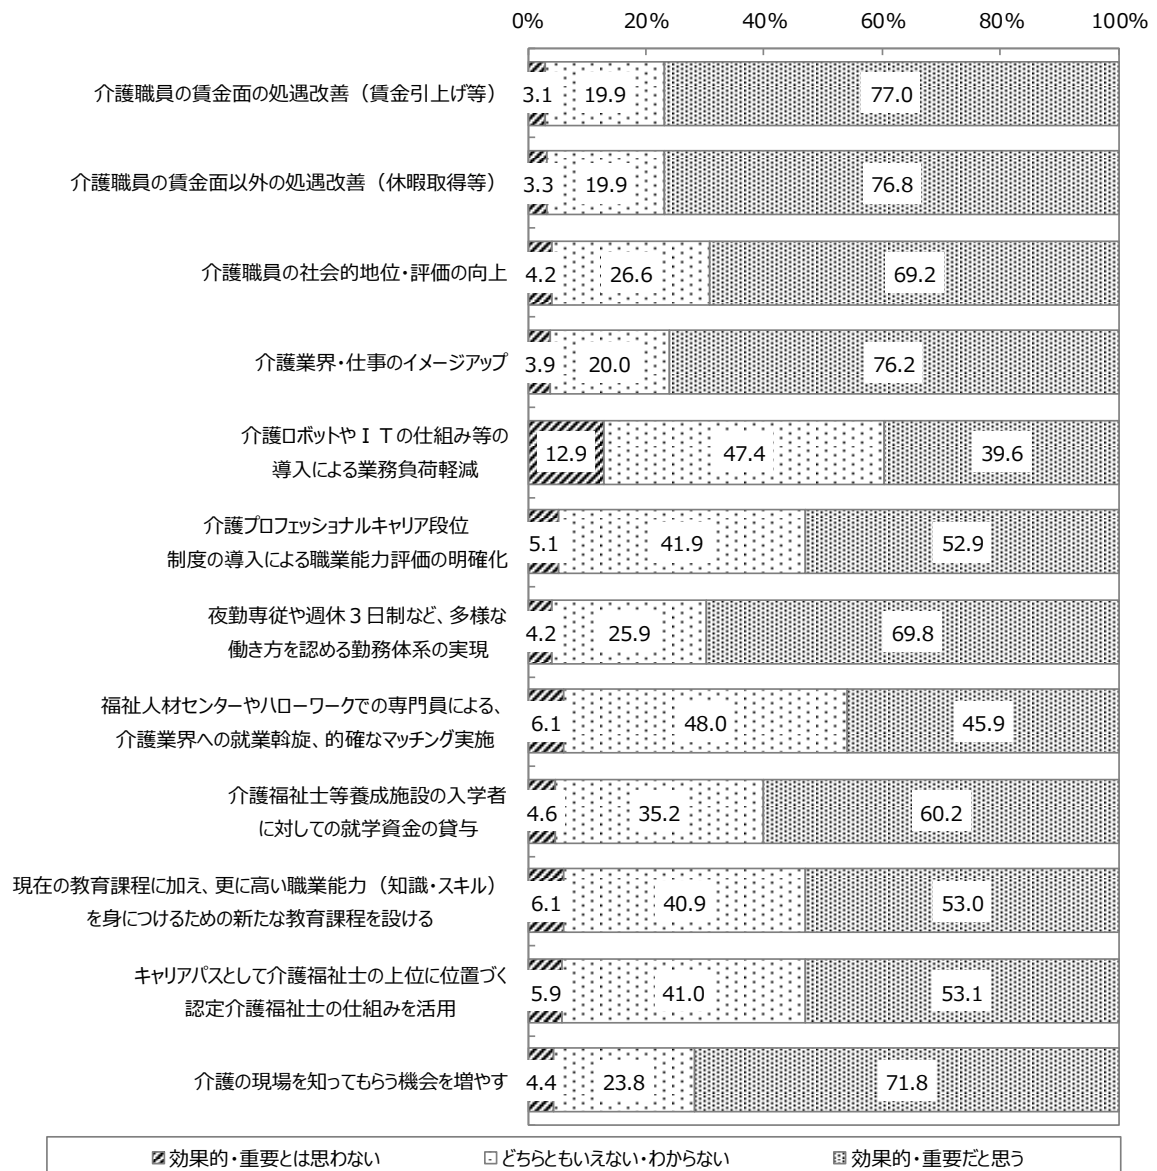 0% 20% 40% 60% 80% 100%
介護職員の賃金面の処遇改善（賃金引上げ等） 3.1 19.9 77.0
介護職員の賃金面以外の処遇改善（休暇取得等） 3.3 19.9 76.8
介護職員の社会的地位・評価の向上 4.2 26.6 69.2
介護業界・仕事のイメージアップ 3.9 20.0 76.2
介護ロボットやＩＴの仕組み等の
導入による業務負荷軽減
12.9 47.4 39.6
介護プロフェッショナルキャリア段位
制度の導入による職業能力評価の明確化
5.1 41.9 52.9
夜勤専従や週休３日制など、多様な
働き方を認める勤務体系の実現
4.2 25.9 69.8
福祉人材センターやハローワークでの専門員による、
介護業界への就業斡旋、的確なマッチング実施
6.1 48.0 45.9
介護福祉士等養成施設の入学者
に対しての就学資金の貸与
4.6 35.2 60.2
現在の教育課程に加え、更に高い職業能力（知識・スキル）
を身につけるための新たな教育課程を設ける
6.1 40.9 53.0
キャリアパスとして介護福祉士の上位に位置づく
認定介護福祉士の仕組みを活用
5.9 41.0 53.1
介護の現場を知ってもらう機会を増やす 4.4 23.8 71.8
効果的・重要とは思わない どちらともいえない・わからない 効果的・重要だと思う